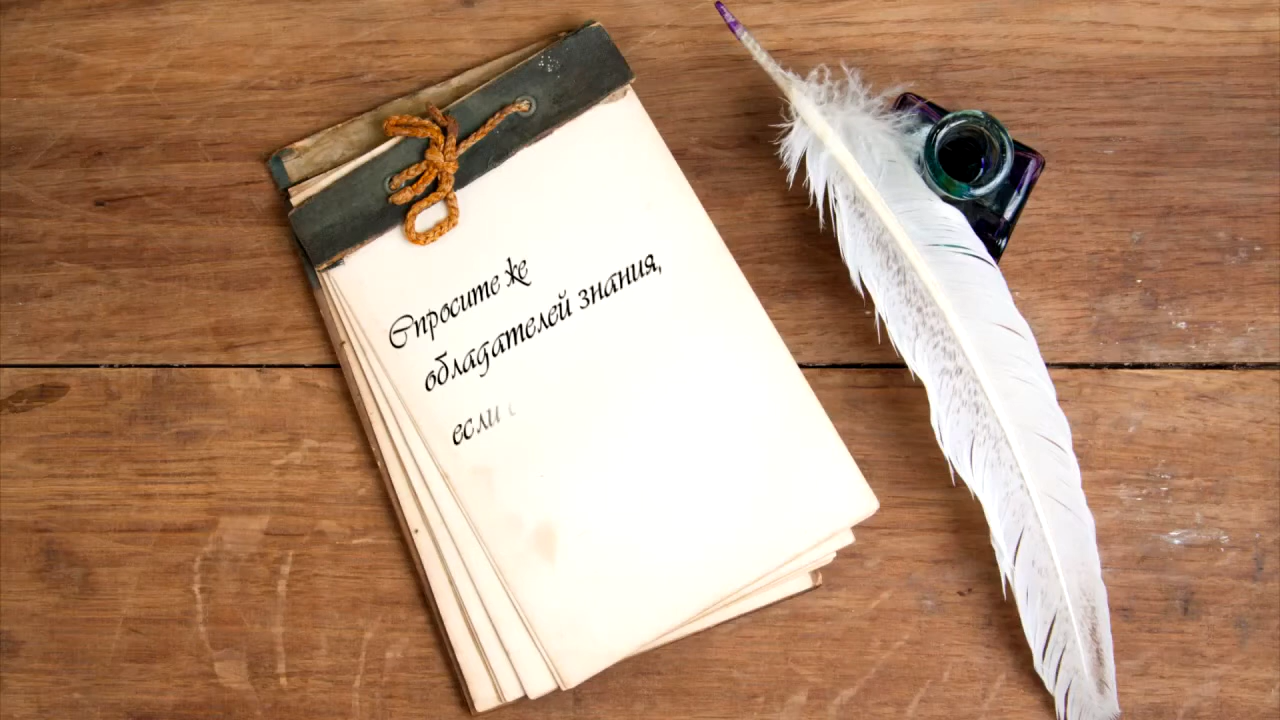 Спросите же
обладателей знания,
если